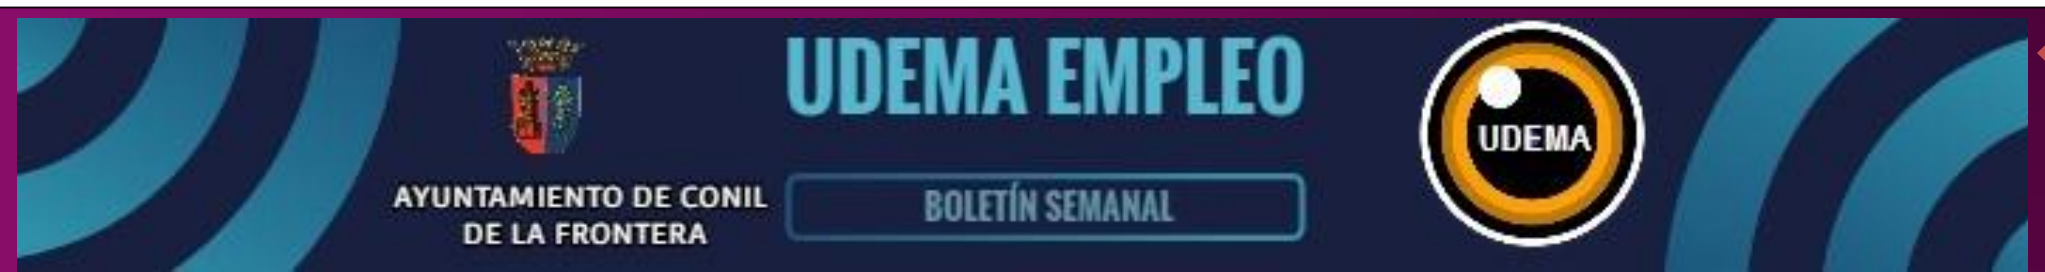 UDEMA EMPLEO
AYUNTAMIENTO DE CONIL
DE LA FRONTERA
BOLETÍN SEMANAL
UDEMA